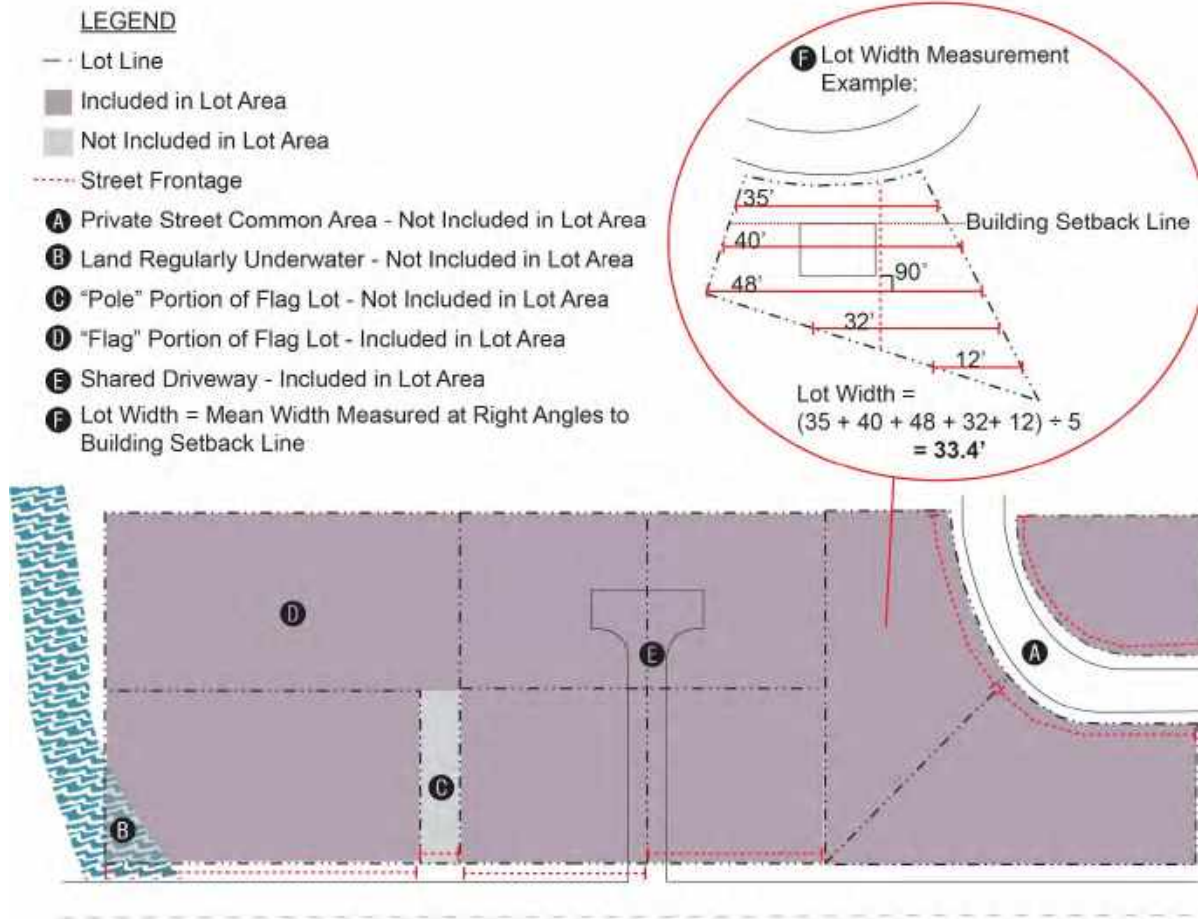 LEGEND
Lot Line
Included in Lot Area
Not Included in Lot Area
Street Frontage
A Private Street Common Area - Not Included in Lot Area
B Land Regularly Underwater - Not Included in Lot Area
C "Pole" Portion of Flag Lot - Not Included in Lot Area
D "Flag" Portion of Flag Lot - Included in Lot Area
E Shared Driveway - Included in Lot Area
F Lot Width = Mean Width Measured at Right Angles to
Building Setback Line
F Lot Width Measurement
Example:
35'
Building Setback Line
40'
90°
48'
32'
12'
Lot Width =
(35 + 40 + 48 + 32+ 12) ÷ 5
= 33.4'
D
E
A
C
B